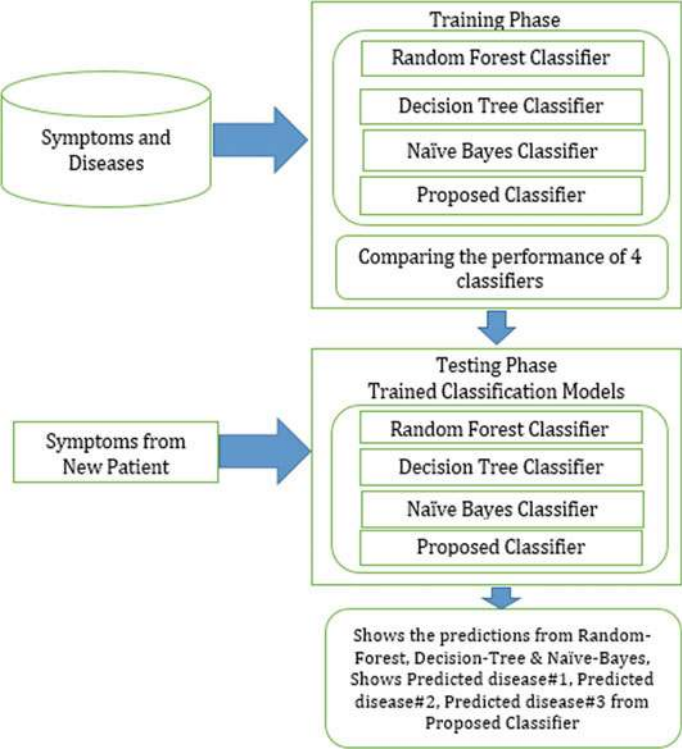 Training Phase
Random Forest Classifier
Decision Tree Classifier
Naïve Bayes Classifier
Proposed Classifier
Comparing the performance of 4
classifiers
Symptoms and
Diseases
Testing Phase
Trained Classification Models
Random Forest Classifier
Decision Tree Classifier
Naïve Bayes Classifier
Proposed Classifier
Symptoms from
New Patient
Shows the predictions from Random-
Forest, Decision-Tree & Naïve-Bayes,
Shows Predicted disease#1, Predicted
disease#2, Predicted disease#3 from
Proposed Classifier